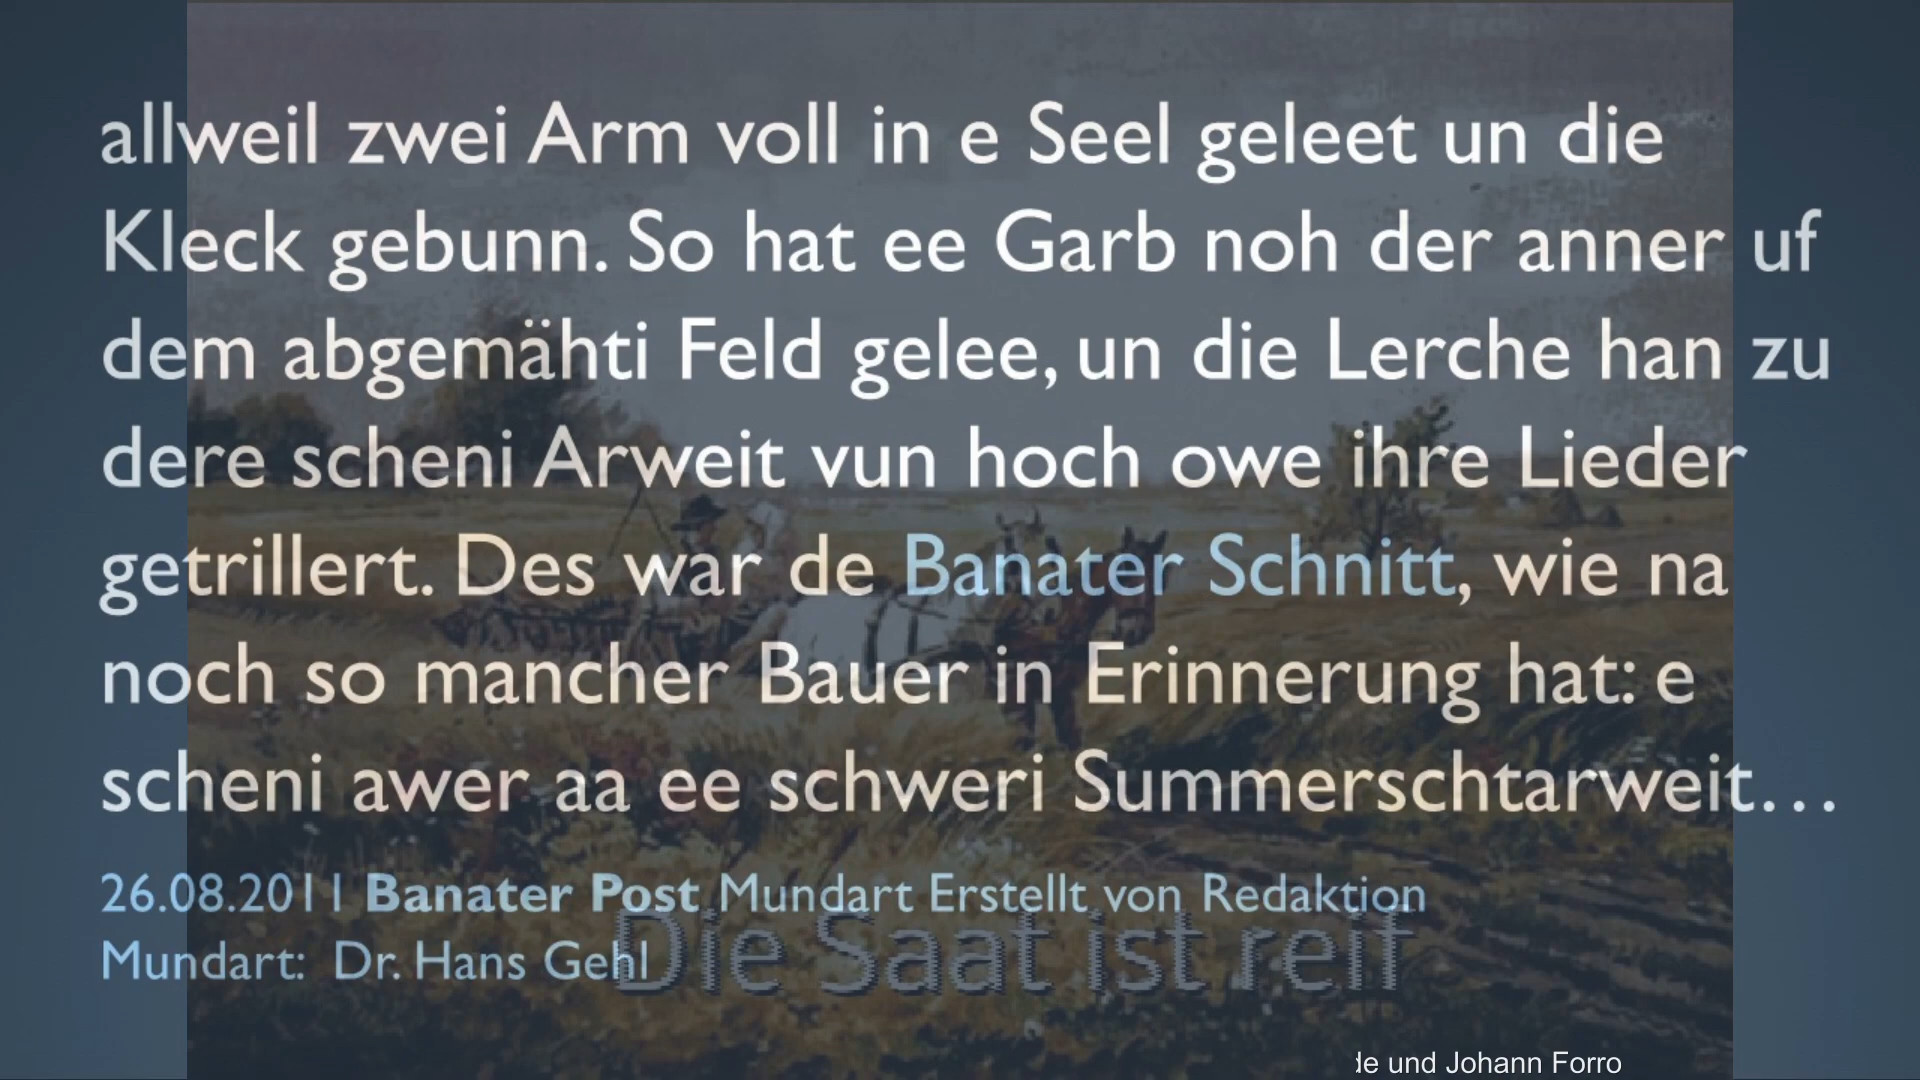 allweil zwei Arm voll in e Seel geleet un die
Kleck gebunn. So hat ee Garb noh der anner uf
dem abgemähti Feld gelee, un die Lerche han zu
dere scheni Arweit vun hoch owe ihre Lieder
getrillert. Des war de Banater Schnitt, wie na
noch so mancher Bauer in Erinnerung hat: e
scheni awer aa ee schweri Summerschtarweit…
26.08.2011 Banater Post Mundart Erstellt von Redaktion
Mundart: Dr. Hans Gehl
Die Saat ist reif
und Johann Forro